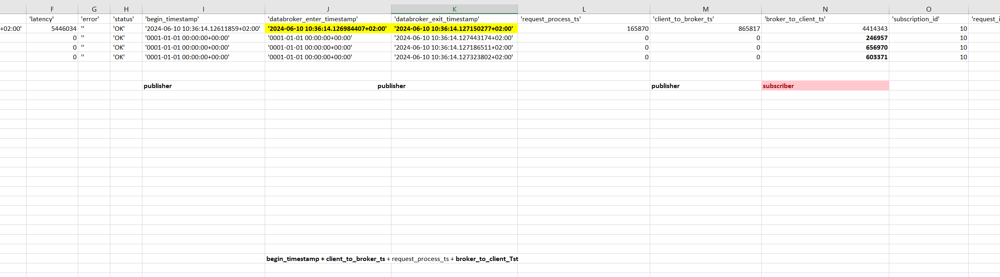 F G H I J K L M N O
'latency' 'error' 'status' 'begin_timestamp' 'databroker_enter_timestamp' 'databroker_exit_timestamp' 'request_process_ts' 'client_to_broker_ts' 'broker_to_client_ts' 'subscription_id' 'request_i
+02:00' 5446034 '' 'OK' '2024-06-10 10:36:14.12611859+02:00' '2024-06-10 10:36:14.126984407+02:00' '2024-06-10 10:36:14.127150277+02:00' 165870 865817 4414343 10
0 '' 'OK' '0001-01-01 00:00:00+00:00' '0001-01-01 00:00:00+00:00' '2024-06-10 10:36:14.127443174+02:00' 0 0 246957 10
0 '' 'OK' '0001-01-01 00:00:00+00:00' '0001-01-01 00:00:00+00:00' '2024-06-10 10:36:14.127186511+02:00' 0 0 656970 10
0 '' 'OK' '0001-01-01 00:00:00+00:00' '0001-01-01 00:00:00+00:00' '2024-06-10 10:36:14.127323802+02:00' 0 0 603371 10
publisher publisher publisher subscriber
begin_timestamp + client_to_broker_ts + request_process_ts + broker_to_client_Tst